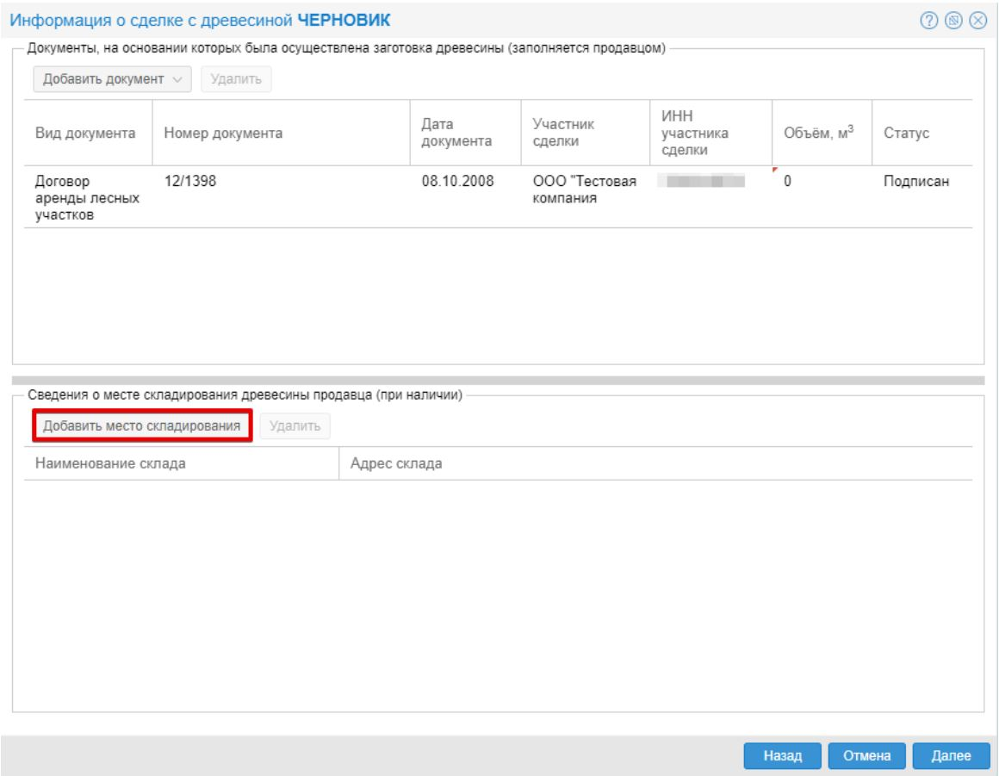 Информация о сделке с древесиной ЧЕРНОВИК
Документы, на основании которых была осуществлена заготовка древесины (заполняется продавцом)
Добавить документ Удалить
Вид документа Номер документа Дата документа Участник сделки ИНН участника сделки Объём, м³ Статус
Договор аренды лесных участков 12/1398 08.10.2008 ООО "Тестовая компания 0 Подписан
Сведения о месте складирования древесины продавца (при наличии)
Добавить место складирования Удалить
Наименование склада Адрес склада
Назад Отмена Далее